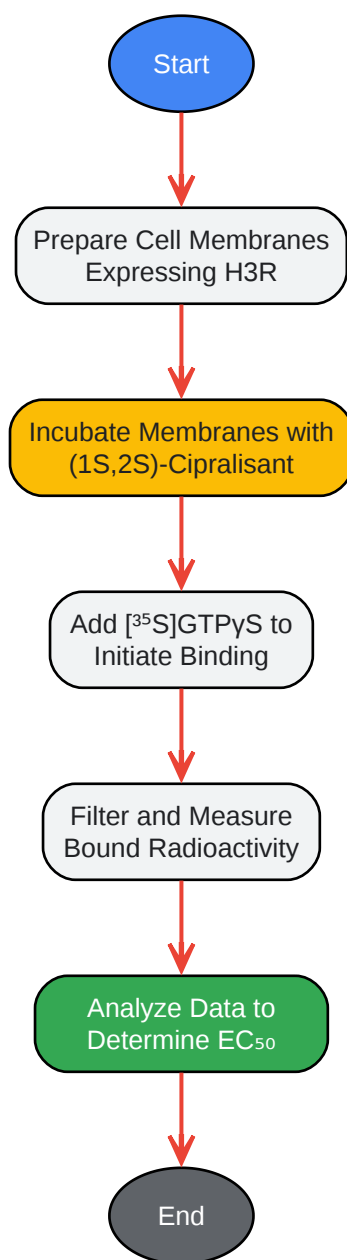 Start
Prepare Cell Membranes
Expressing H3R
Incubate Membranes with
(1S,2S)-Cipralisant
Add [³⁵S]GTPγS to
Initiate Binding
Filter and Measure
Bound Radioactivity
Analyze Data to
Determine EC₅₀
End